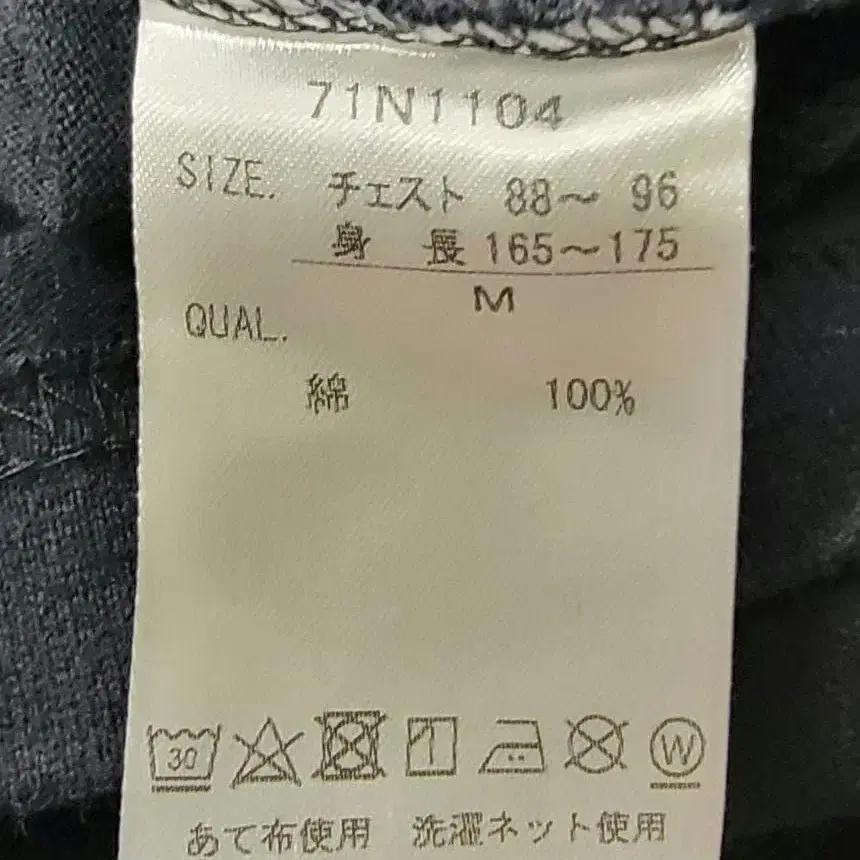 71N1104
SIZE. チェスト 88～ 96
身 長 165～175
M
QUAL.
綿 100%
30 W
あて布使用 洗濯ネット使用